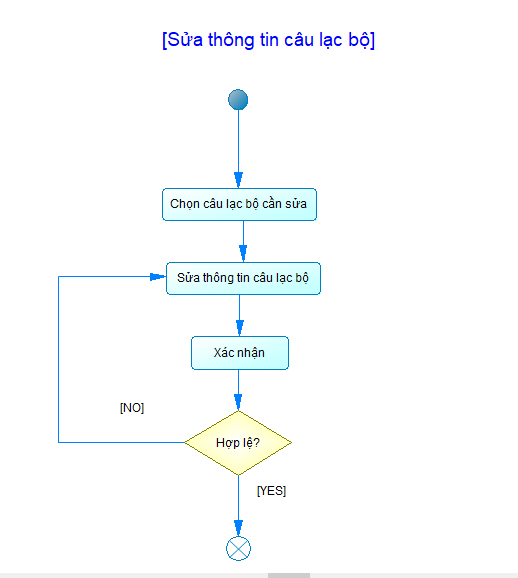 [Sửa thông tin câu lạc bộ]
Chọn câu lạc bộ cần sửa
Sửa thông tin câu lạc bộ
Xác nhận
[NO]
Hợp lệ?
[YES]